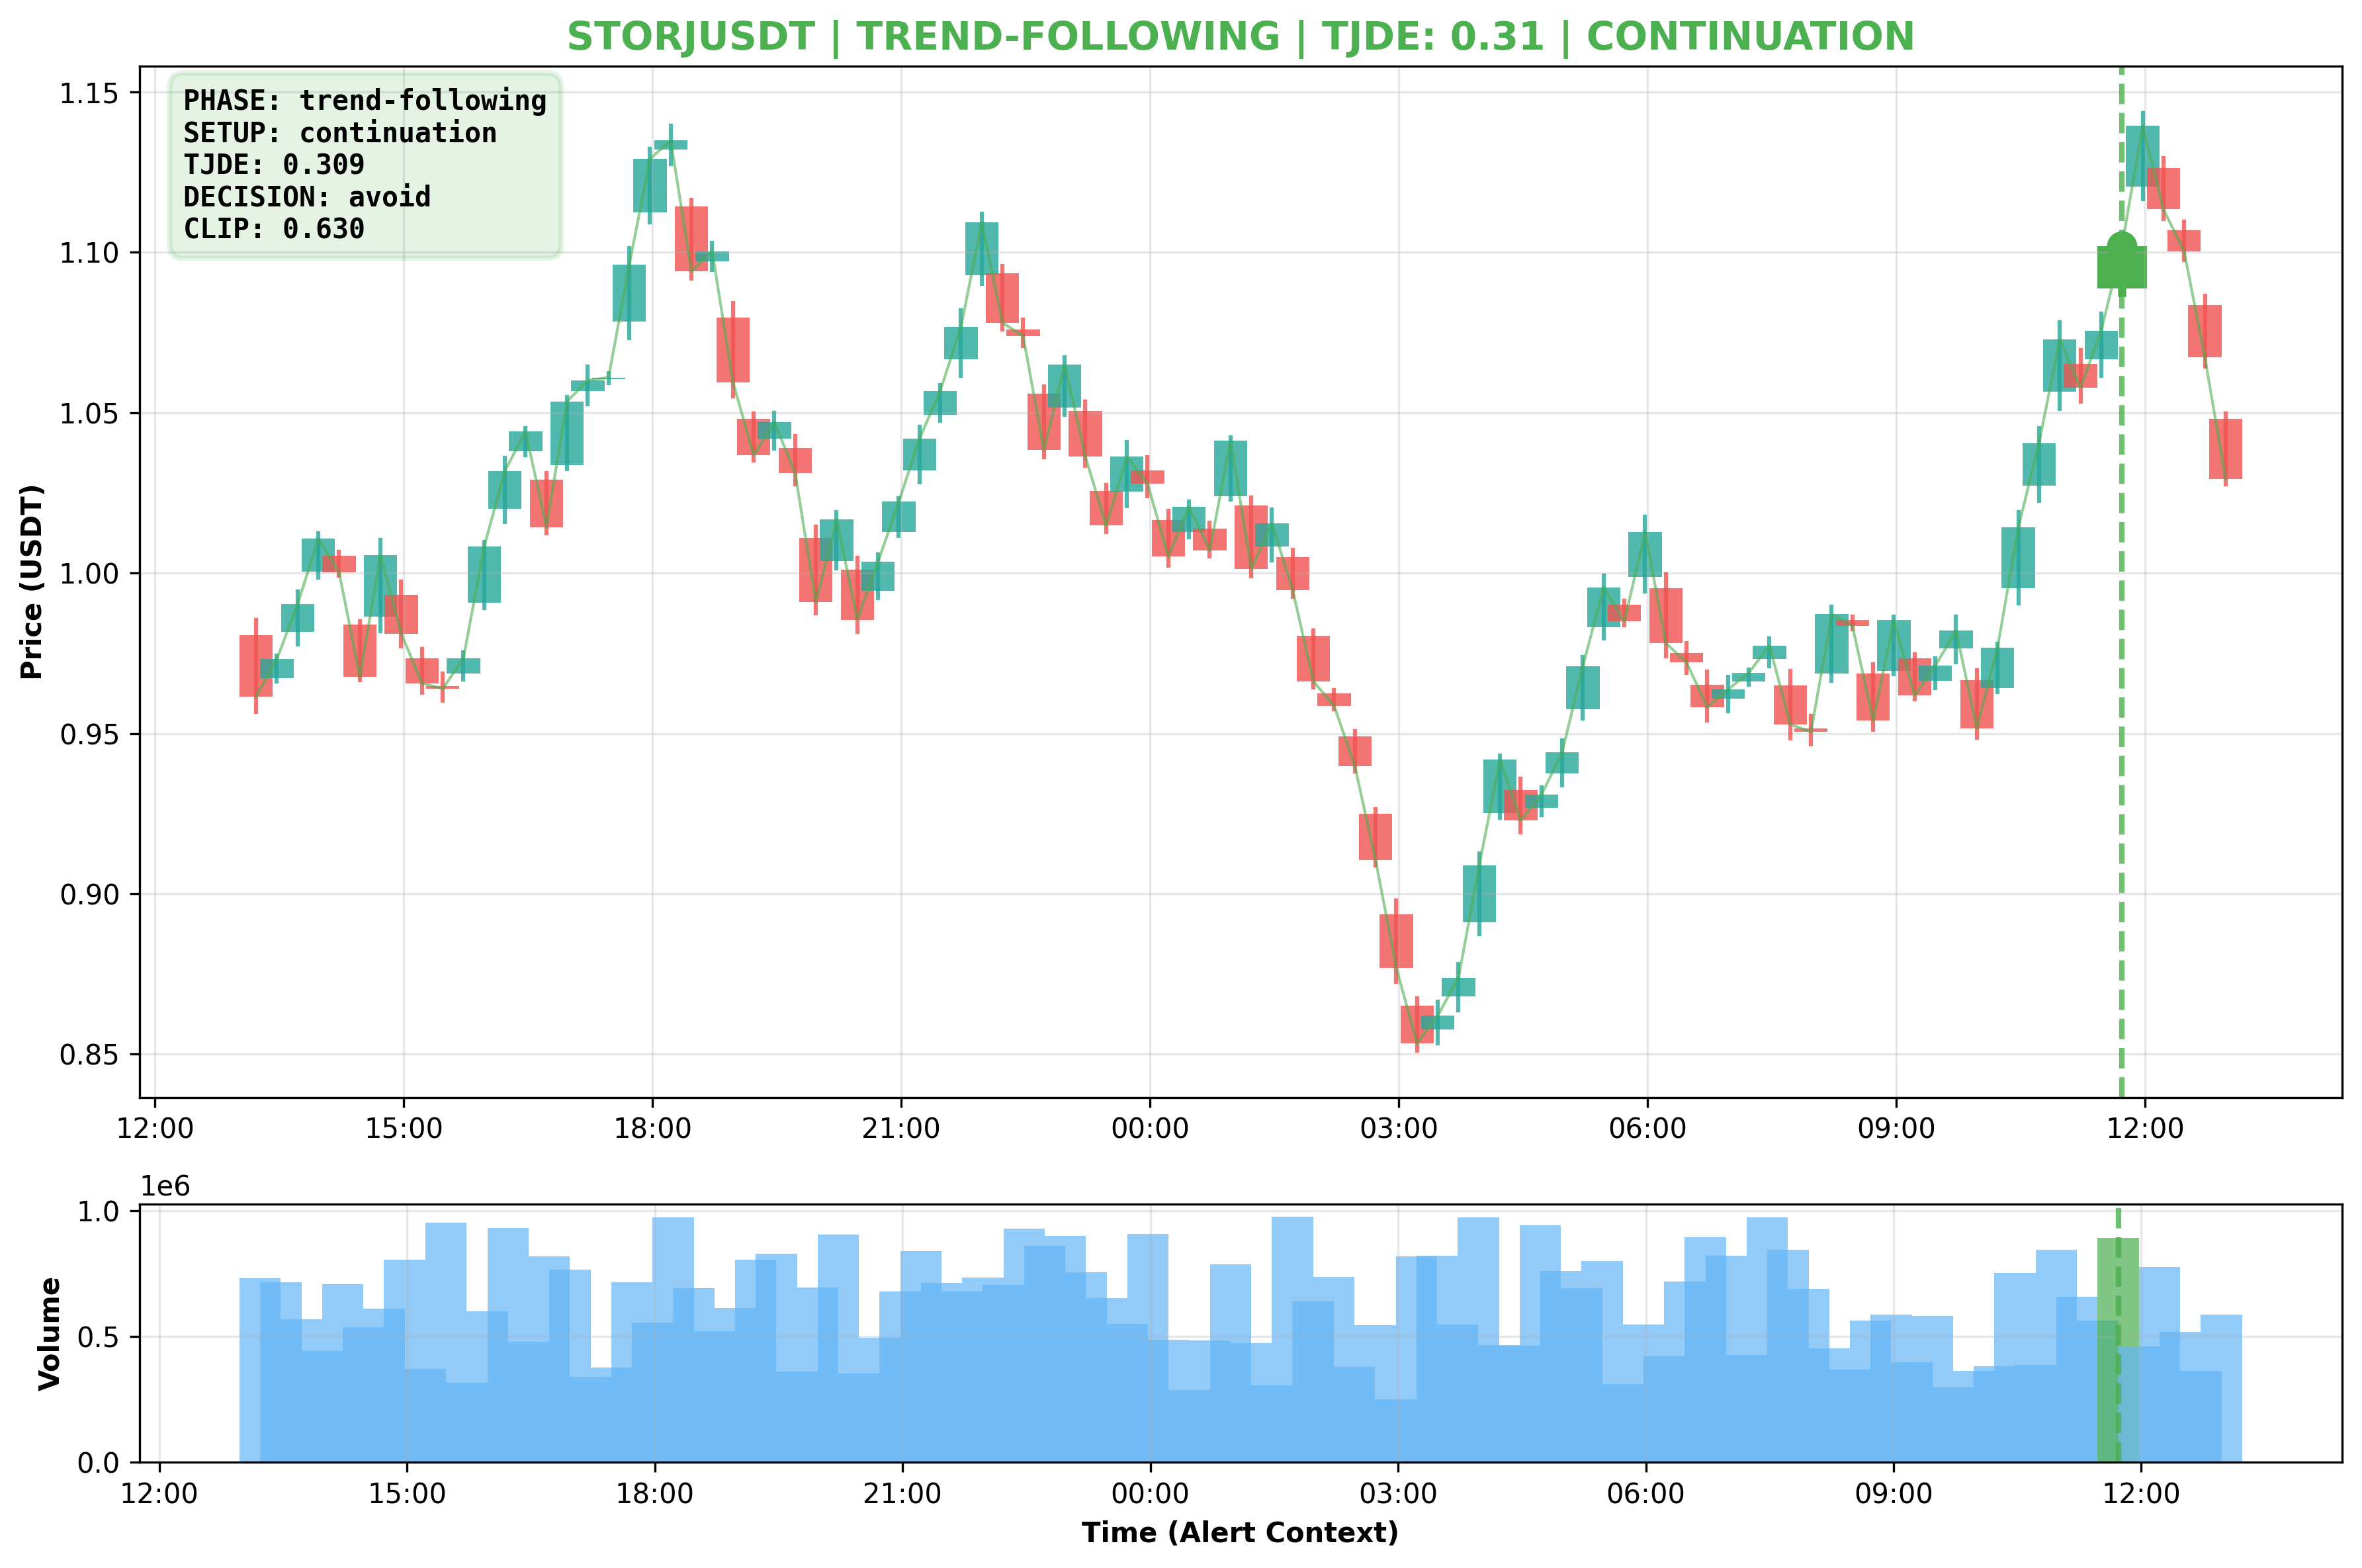 STORJUSDT | TREND-FOLLOWING | TJDE: 0.31 | CONTINUATION
PHASE: trend-following
SETUP: continuation
TJDE: 0.309
DECISION: avoid
CLIP: 0.630
Price (USDT)
1.15
1.10
1.05
1.00
0.95
0.90
0.85
12:00 15:00 18:00 21:00 00:00 03:00 06:00 09:00 12:00
1e6
Volume
1.0
0.5
0.0
12:00 15:00 18:00 21:00 00:00 03:00 06:00 09:00 12:00
Time (Alert Context)